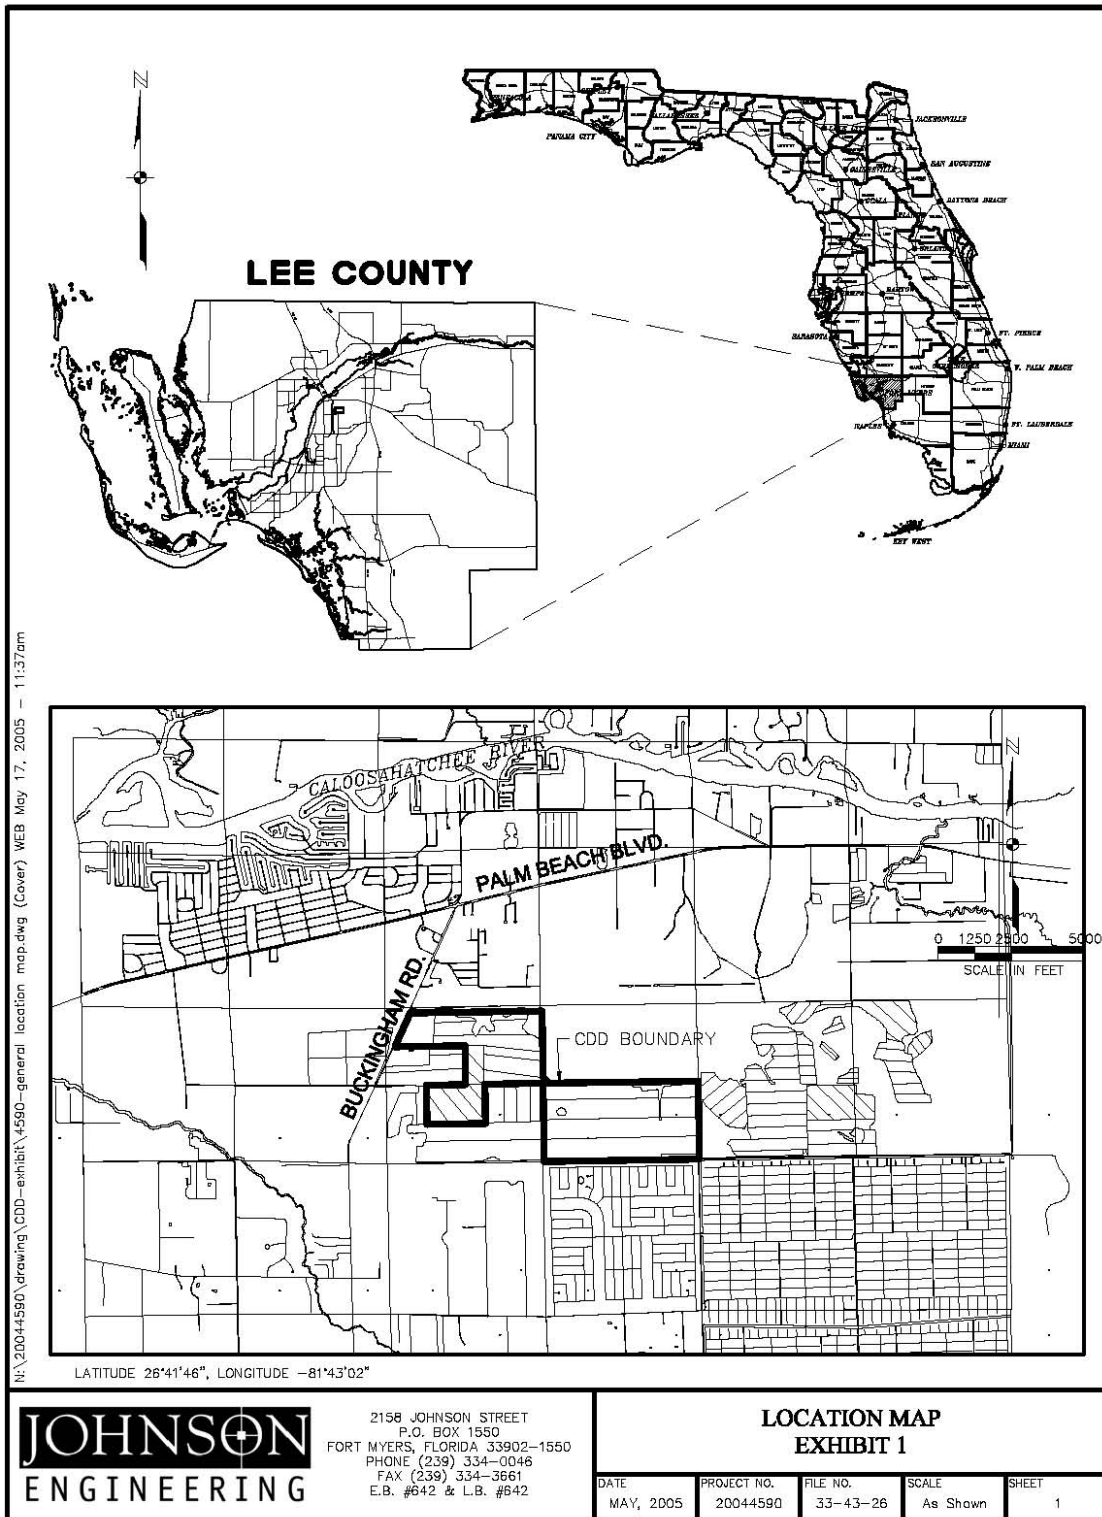 N
LEE COUNTY
PANAMA CITY
JACKSONVILLE
SAN AUGUSTINE
DAYTONA BEACH
ORLANDO
SARASOTA
FT. PIERCE
W. PALM BEACH
NAPLES
FT. LAUDERDALE
MIAMI
KEY WEST
N:\20044590\drawing\CDD-exhibit\4590-general location map.dwg (Cover) WEB May 17, 2005 - 11:37am
CALOOSAHATCHEE RIVER
N
PALM BEACH BLVD.
BUCKINGHAM RD.
0 1250 2500 5000
SCALE IN FEET
CDD BOUNDARY
LATITUDE 26°41'46", LONGITUDE -81°43'02"
JOHNSON
ENGINEERING
2158 JOHNSON STREET
P.O. BOX 1550
FORT MYERS, FLORIDA 33902-1550
PHONE (239) 334-0046
FAX (239) 334-3661
E.B. #642 & L.B. #642
LOCATION MAP
EXHIBIT 1
DATE
MAY, 2005
PROJECT NO.
20044590
FILE NO.
33-43-26
SCALE
As Shown
SHEET
1